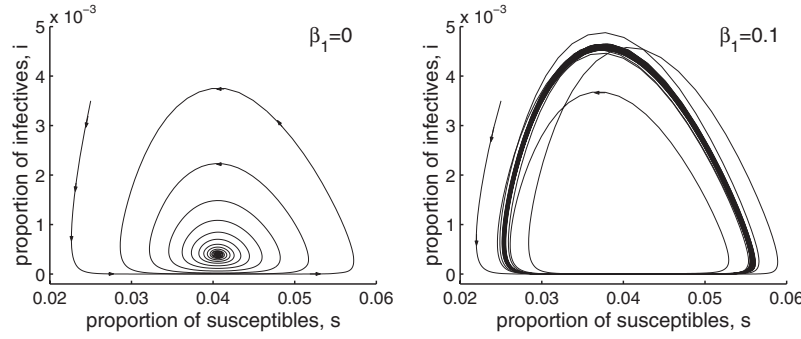 x 10⁻³
β₁=0
5
4
3
2
1
0
0.02 0.03 0.04 0.05 0.06
proportion of infectives, i
proportion of susceptibles, s
x 10⁻³
β₁=0.1
5
4
3
2
1
0
0.02 0.03 0.04 0.05 0.06
proportion of infectives, i
proportion of susceptibles, s